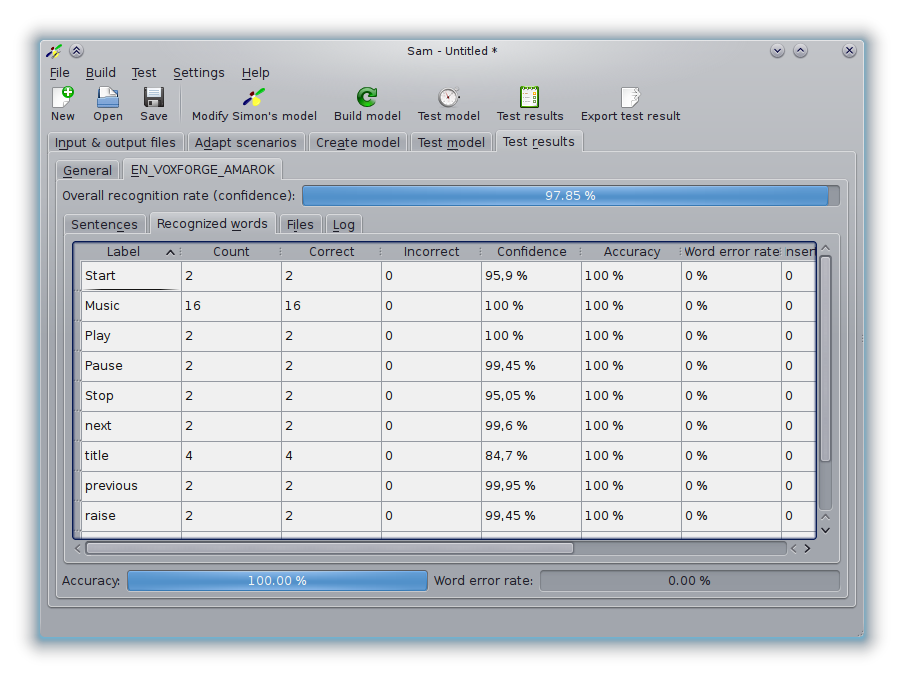 Sam - Untitled *
File Build Test Settings Help
New Open Save Modify Simon's model Build model Test model Test results Export test result
Input & output files Adapt scenarios Create model Test model Test results
General EN_VOXFORGE_AMAROK
Overall recognition rate (confidence): 97.85 %
Sentences Recognized words Files Log
Label Count Correct Incorrect Confidence Accuracy Word error rate nser
Start 2 2 0 95,9 % 100 % 0 % 0
Music 16 16 0 100 % 100 % 0 % 0
Play 2 2 0 100 % 100 % 0 % 0
Pause 2 2 0 99,45 % 100 % 0 % 0
Stop 2 2 0 95,05 % 100 % 0 % 0
next 2 2 0 99,6 % 100 % 0 % 0
title 4 4 0 84,7 % 100 % 0 % 0
previous 2 2 0 99,95 % 100 % 0 % 0
raise 2 2 0 99,45 % 100 % 0 % 0
Accuracy: 100.00 % Word error rate: 0.00 %